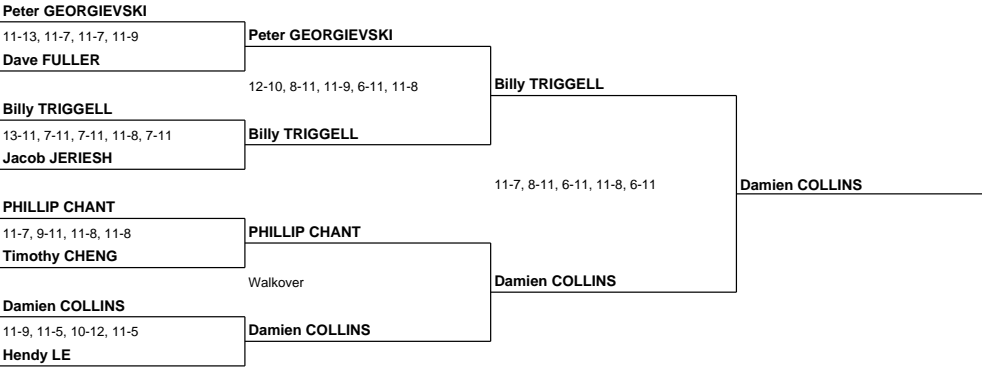 Peter GEORGIEVSKI
11-13, 11-7, 11-7, 11-9
Dave FULLER
Billy TRIGGELL
13-11, 7-11, 7-11, 11-8, 7-11
Jacob JERIESH
PHILLIP CHANT
11-7, 9-11, 11-8, 11-8
Timothy CHENG
Damien COLLINS
11-9, 11-5, 10-12, 11-5
Hendy LE
Peter GEORGIEVSKI
12-10, 8-11, 11-9, 6-11, 11-8
Billy TRIGGELL
PHILLIP CHANT
Walkover
Damien COLLINS
Billy TRIGGELL
11-7, 8-11, 6-11, 11-8, 6-11
Damien COLLINS
Damien COLLINS